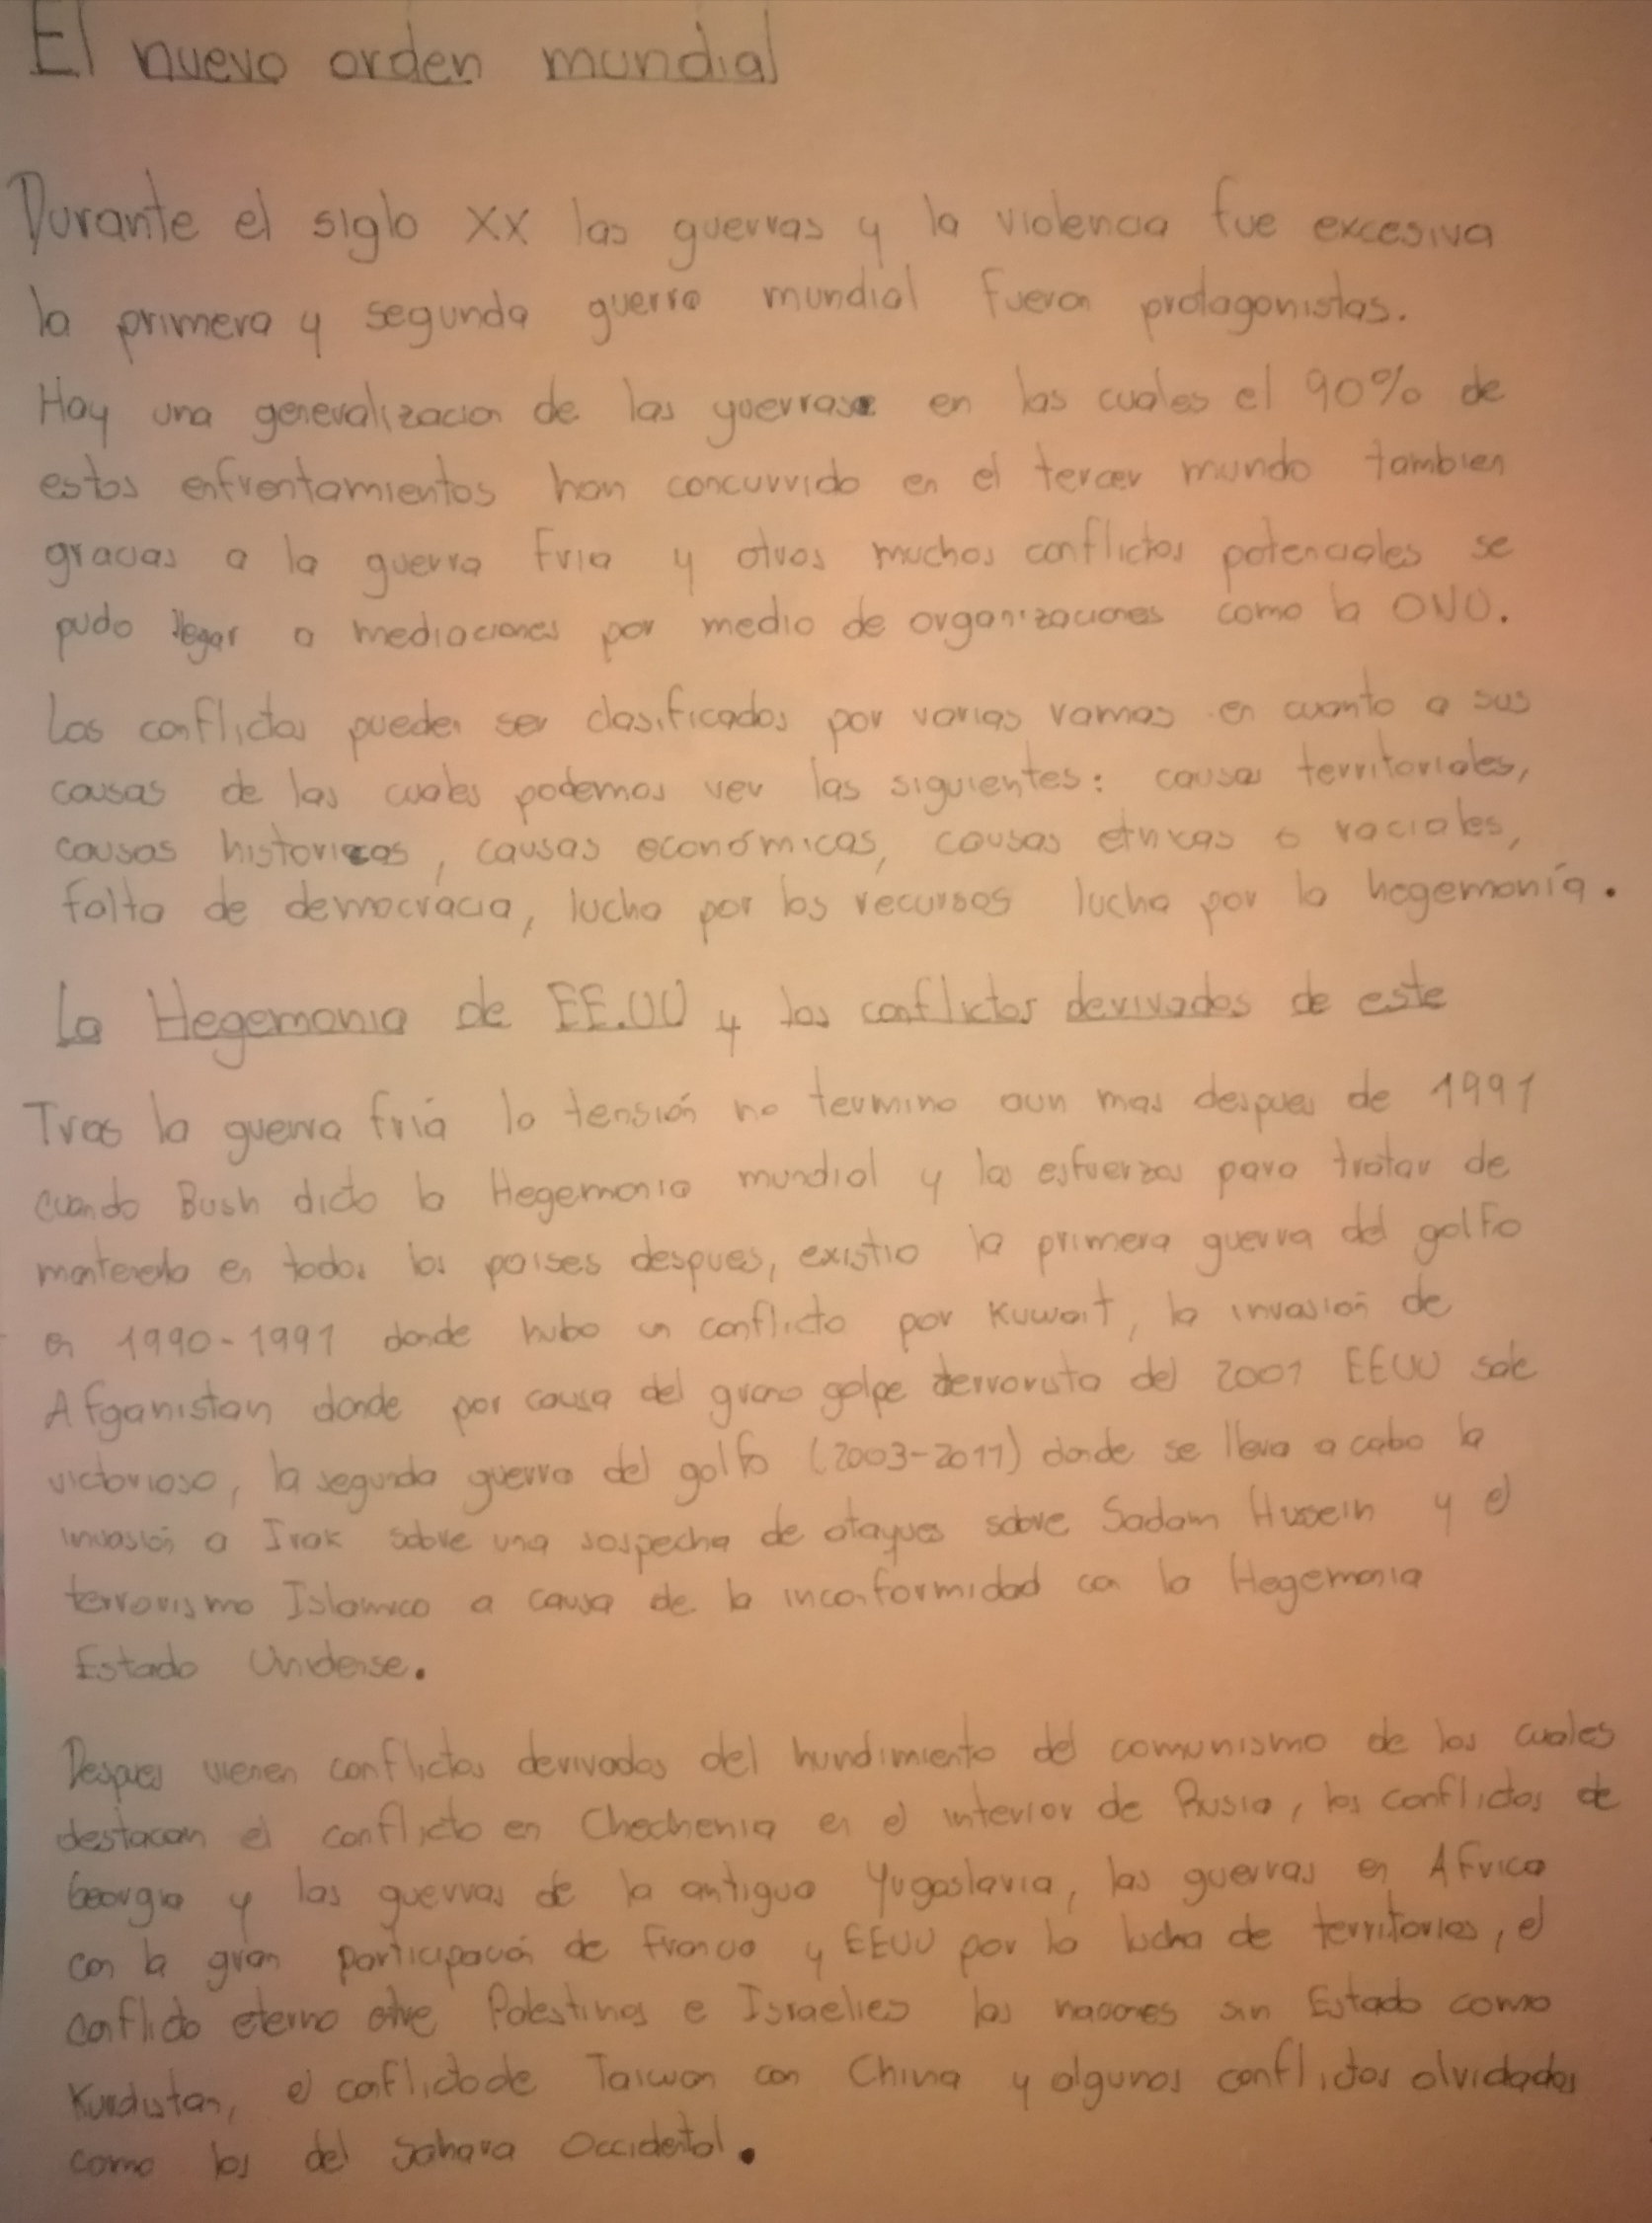 El nuevo orden mundial
Durante el siglo XX las guerras y la violencia fue excesiva
la primera y segunda guerra mundial fueron protagonistas.
Hay una generalizacion de las guerras en las cuales el 90% de
estos enfrentamientos han concurrido en el tercer mundo tambien
gracias a la guerra Fria y otros muchos conflictos potenciales se
pudo llegar a mediaciones por medio de organizaciones como la ONU.
Los conflictos pueden ser clasificados por varias ramas en cuanto a sus
causas de las cuales podemos ver las siguientes: causas territoriales,
causas historicas, causas económicas, causas etnicas o raciales,
falta de democracia, lucha por los recursos lucha por la hegemonía.
La Hegemonia de EE.UU y los conflictos derivados de este
Tras la guerra friá la tensión no termino aun mas despues de 1991
cuando Bush dicto la Hegemonia mundial y los esfuerzos para tratar de
mantenerla en todos los paises despues, existio la primera guerra del golfo
en 1990-1991 donde hubo un conflicto por Kuwait, la invasión de
Afganistan donde por causa del grano golpe terrorista del 2001 EEUU sale
victorioso, la segunda guerra del golfo (2003-2011) donde se lleva a cabo la
invasión a Irak sobre una sospecha de ataques sobre Sadam Husein y el
terrorismo Islamico a causa de la inconformidad con la Hegemonia
Estado Unidense.
Despues vienen conflictos derivados del hundimiento del comunismo de los cuales
destacan el conflicto en Chechenia en el interior de Rusia, los conflictos de
Georgia y las guerras de la antigua Yugoslavia, las guerras en Africa
con la gran participación de Francia y EEUU por la lucha de territorios, el
conflicto eterno entre Palestinos e Israelies las naciones sin Estado como
Kurdistan, el conflicto de Taiwan con China y algunos conflictos olvidados
como los del Sahara Occidental.